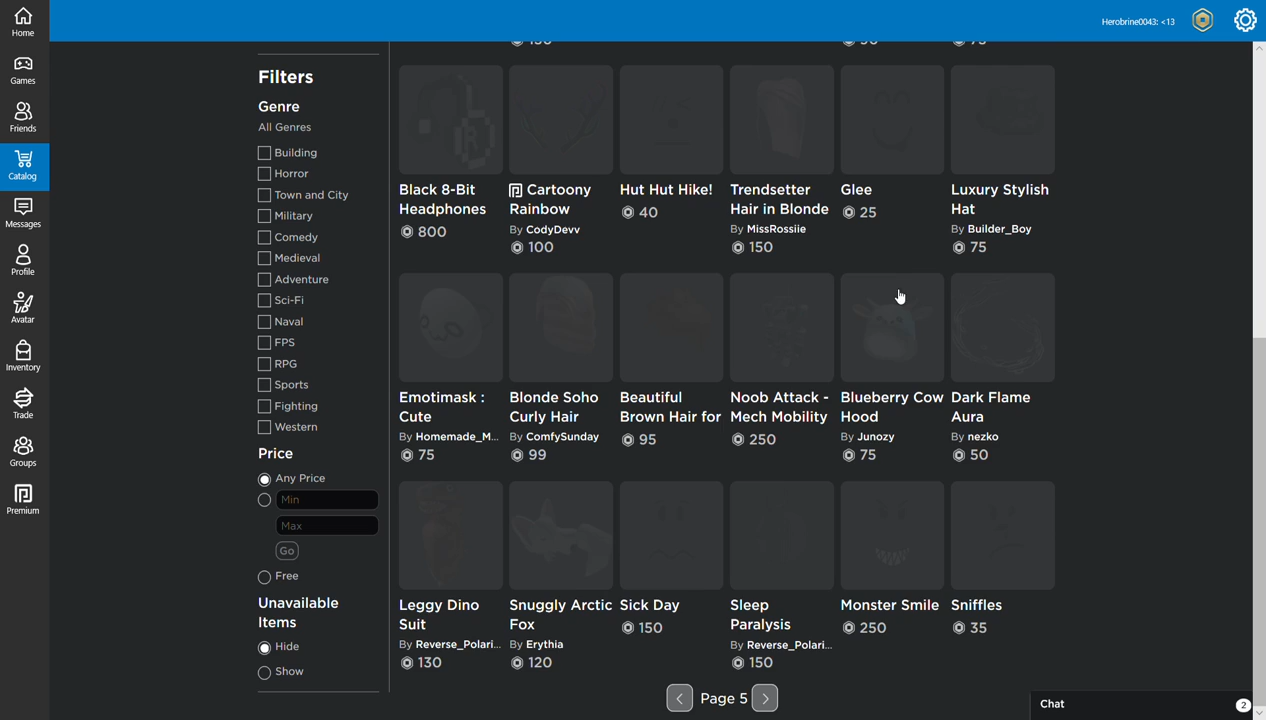 Herobrine0043: <13
Home
Games
Friends
Catalog
Messages
Profile
Avatar
Inventory
Trade
Groups
Premium
Filters
Genre
All Genres
Building
Horror
Town and City
Military
Comedy
Medieval
Adventure
Sci-Fi
Naval
FPS
RPG
Sports
Fighting
Western
Price
Any Price
Min
Max
Go
Free
Unavailable
Items
Hide
Show
Black 8-Bit
Headphones
800
Cartoony
Rainbow
By CodyDevv
100
Hut Hut Hike!
40
Trendsetter
Hair in Blonde
By MissRossiie
150
Glee
25
Luxury Stylish
Hat
By Builder_Boy
75
Emotimask :
Cute
By Homemade_M...
75
Blonde Soho
Curly Hair
By ComfySunday
99
Beautiful
Brown Hair for
95
Noob Attack -
Mech Mobility
250
Blueberry Cow
Hood
By Junozy
75
Dark Flame
Aura
By nezko
50
Leggy Dino
Suit
By Reverse_Polari...
130
Snuggly Arctic
Fox
By Erythia
120
Sick Day
150
Sleep
Paralysis
By Reverse_Polari...
150
Monster Smile
250
Sniffles
35
Page 5
Chat
2